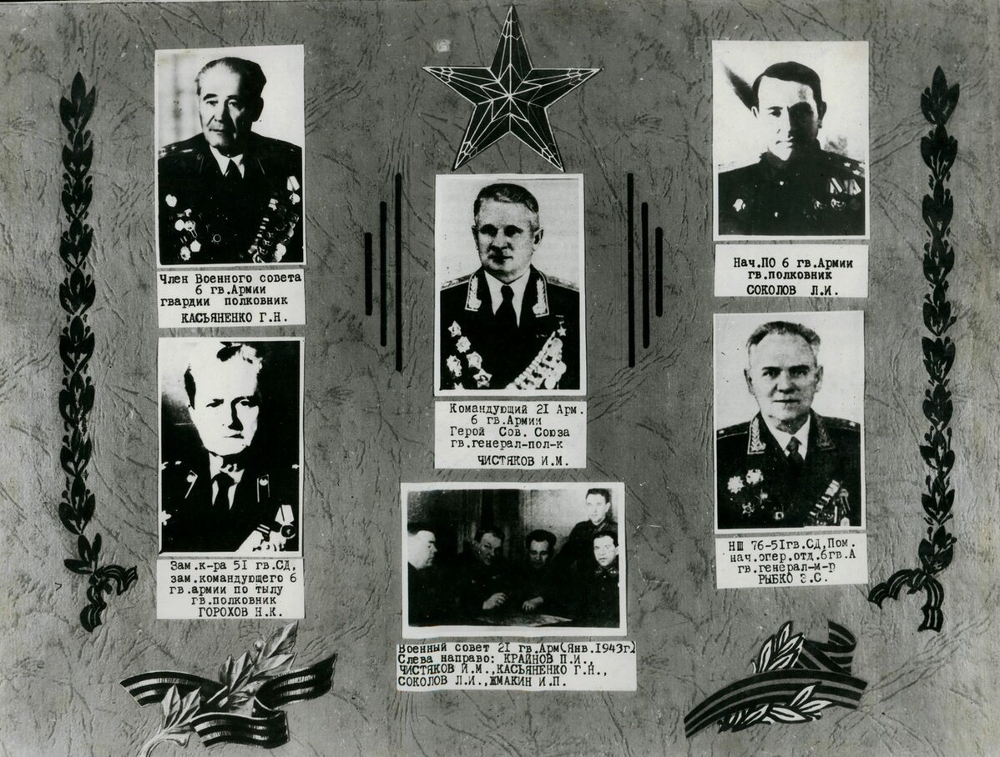 Член Военного совета
6 гв.Армии
гвардии полковник
КАСЬЯНЕНКО Г.Н.
Зам.к-ра 51 гв.СД,
зам.командующего 6
гв.армии по тылу
гв.полковник
ГОРОХОВ Н.К.
Командующий 21 Арм.
6 гв.Армии
Герой Сов. Союза
гв.генерал-пол-к
ЧИСТЯКОВ И.М.
Военный совет 21 гв.Арм(Янв.1943г.)
Слева направо: КРАЙНОВ П.И.,
ЧИСТЯКОВ И.М.,КАСЬЯНЕНКО Г.Н.,
СОКОЛОВ Л.И.,ЖМАКИН И.П.
Нач.ПО 6 гв.Армии
гв.полковник
СОКОЛОВ Л.И.
НШ 76-51гв.СД,Пом.
нач.опер.отд.6гв.А
гв.генерал-м-р
РЫБКО Э.С.